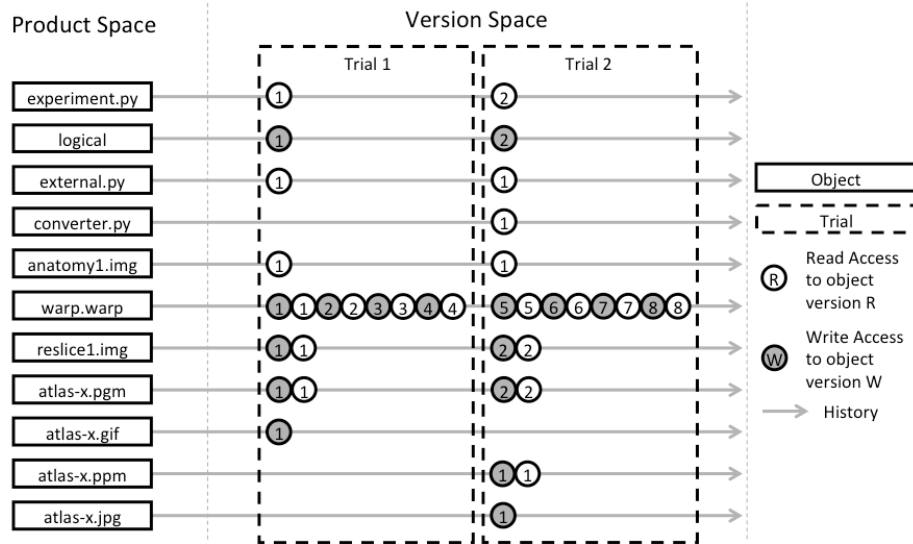 Product Space
Version Space
Trial 1
Trial 2
experiment.py 1 2
logical 1 2
external.py 1 1
converter.py 1
anatomy1.img 1 1
warp.warp 1 1 2 2 3 3 4 4 5 5 6 6 7 7 8 8
reslice1.img 1 1 2 2
atlas-x.pgm 1 1 2 2
atlas-x.gif 1
atlas-x.ppm 1 1
atlas-x.jpg 1
Object
Trial
R Read Access
to object
version R
W Write Access
to object
version W
History